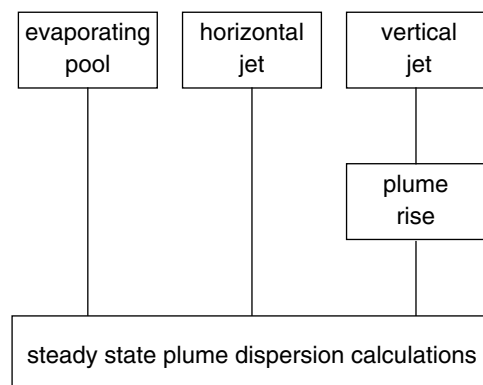 evaporating
pool
horizontal
jet
vertical
jet
plume
rise
steady state plume dispersion calculations